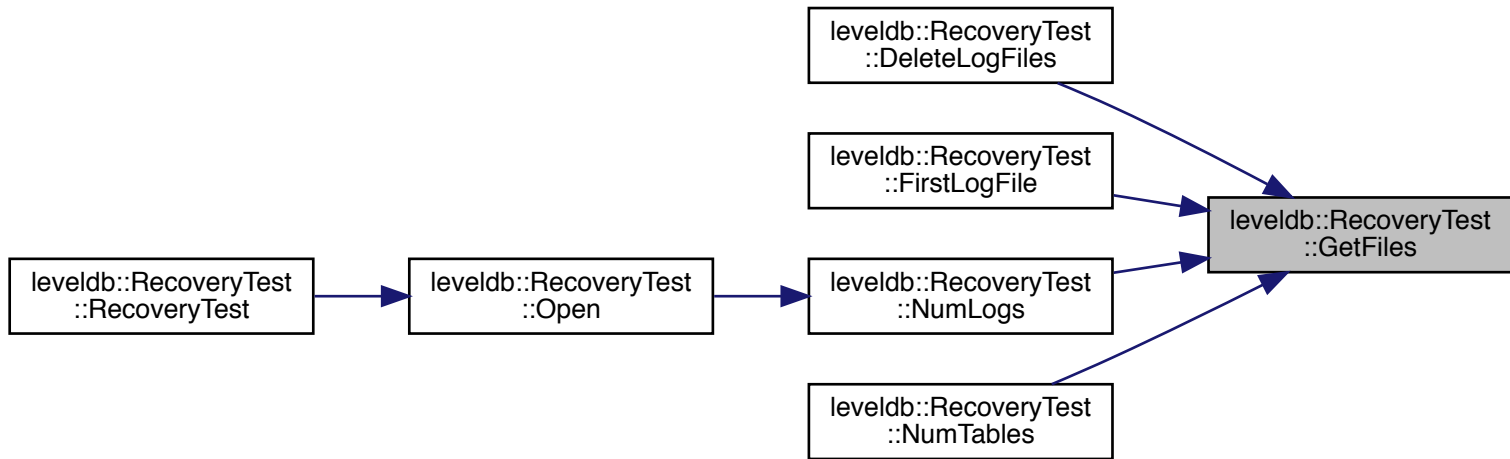 leveldb::RecoveryTest
::DeleteLogFiles
leveldb::RecoveryTest
::FirstLogFile
leveldb::RecoveryTest
::GetFiles
leveldb::RecoveryTest
::RecoveryTest
leveldb::RecoveryTest
::Open
leveldb::RecoveryTest
::NumLogs
leveldb::RecoveryTest
::NumTables